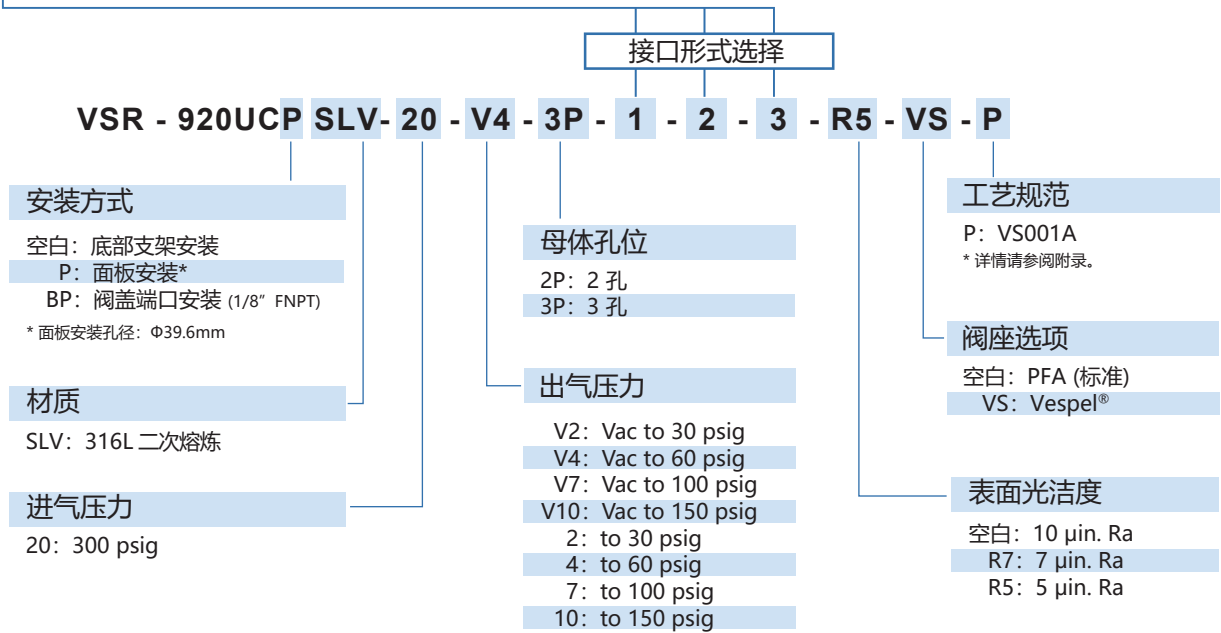 接口形式选择
VSR - 920UCP SLV- 20 - V4 - 3P - 1 - 2 - 3 - R5 - VS - P
安装方式
空白：底部支架安装
P：面板安装*
BP：阀盖端口安装 (1/8” FNPT)
* 面板安装孔径：Φ39.6mm
材质
SLV：316L 二次熔炼
进气压力
20：300 psig
母体孔位
2P：2 孔
3P：3 孔
出气压力
V2：Vac to 30 psig
V4：Vac to 60 psig
V7：Vac to 100 psig
V10：Vac to 150 psig
2：to 30 psig
4：to 60 psig
7：to 100 psig
10：to 150 psig
工艺规范
P：VS001A
* 详情请参阅附录。
阀座选项
空白：PFA (标准)
VS：Vespel®
表面光洁度
空白：10 μin. Ra
R7：7 μin. Ra
R5：5 μin. Ra